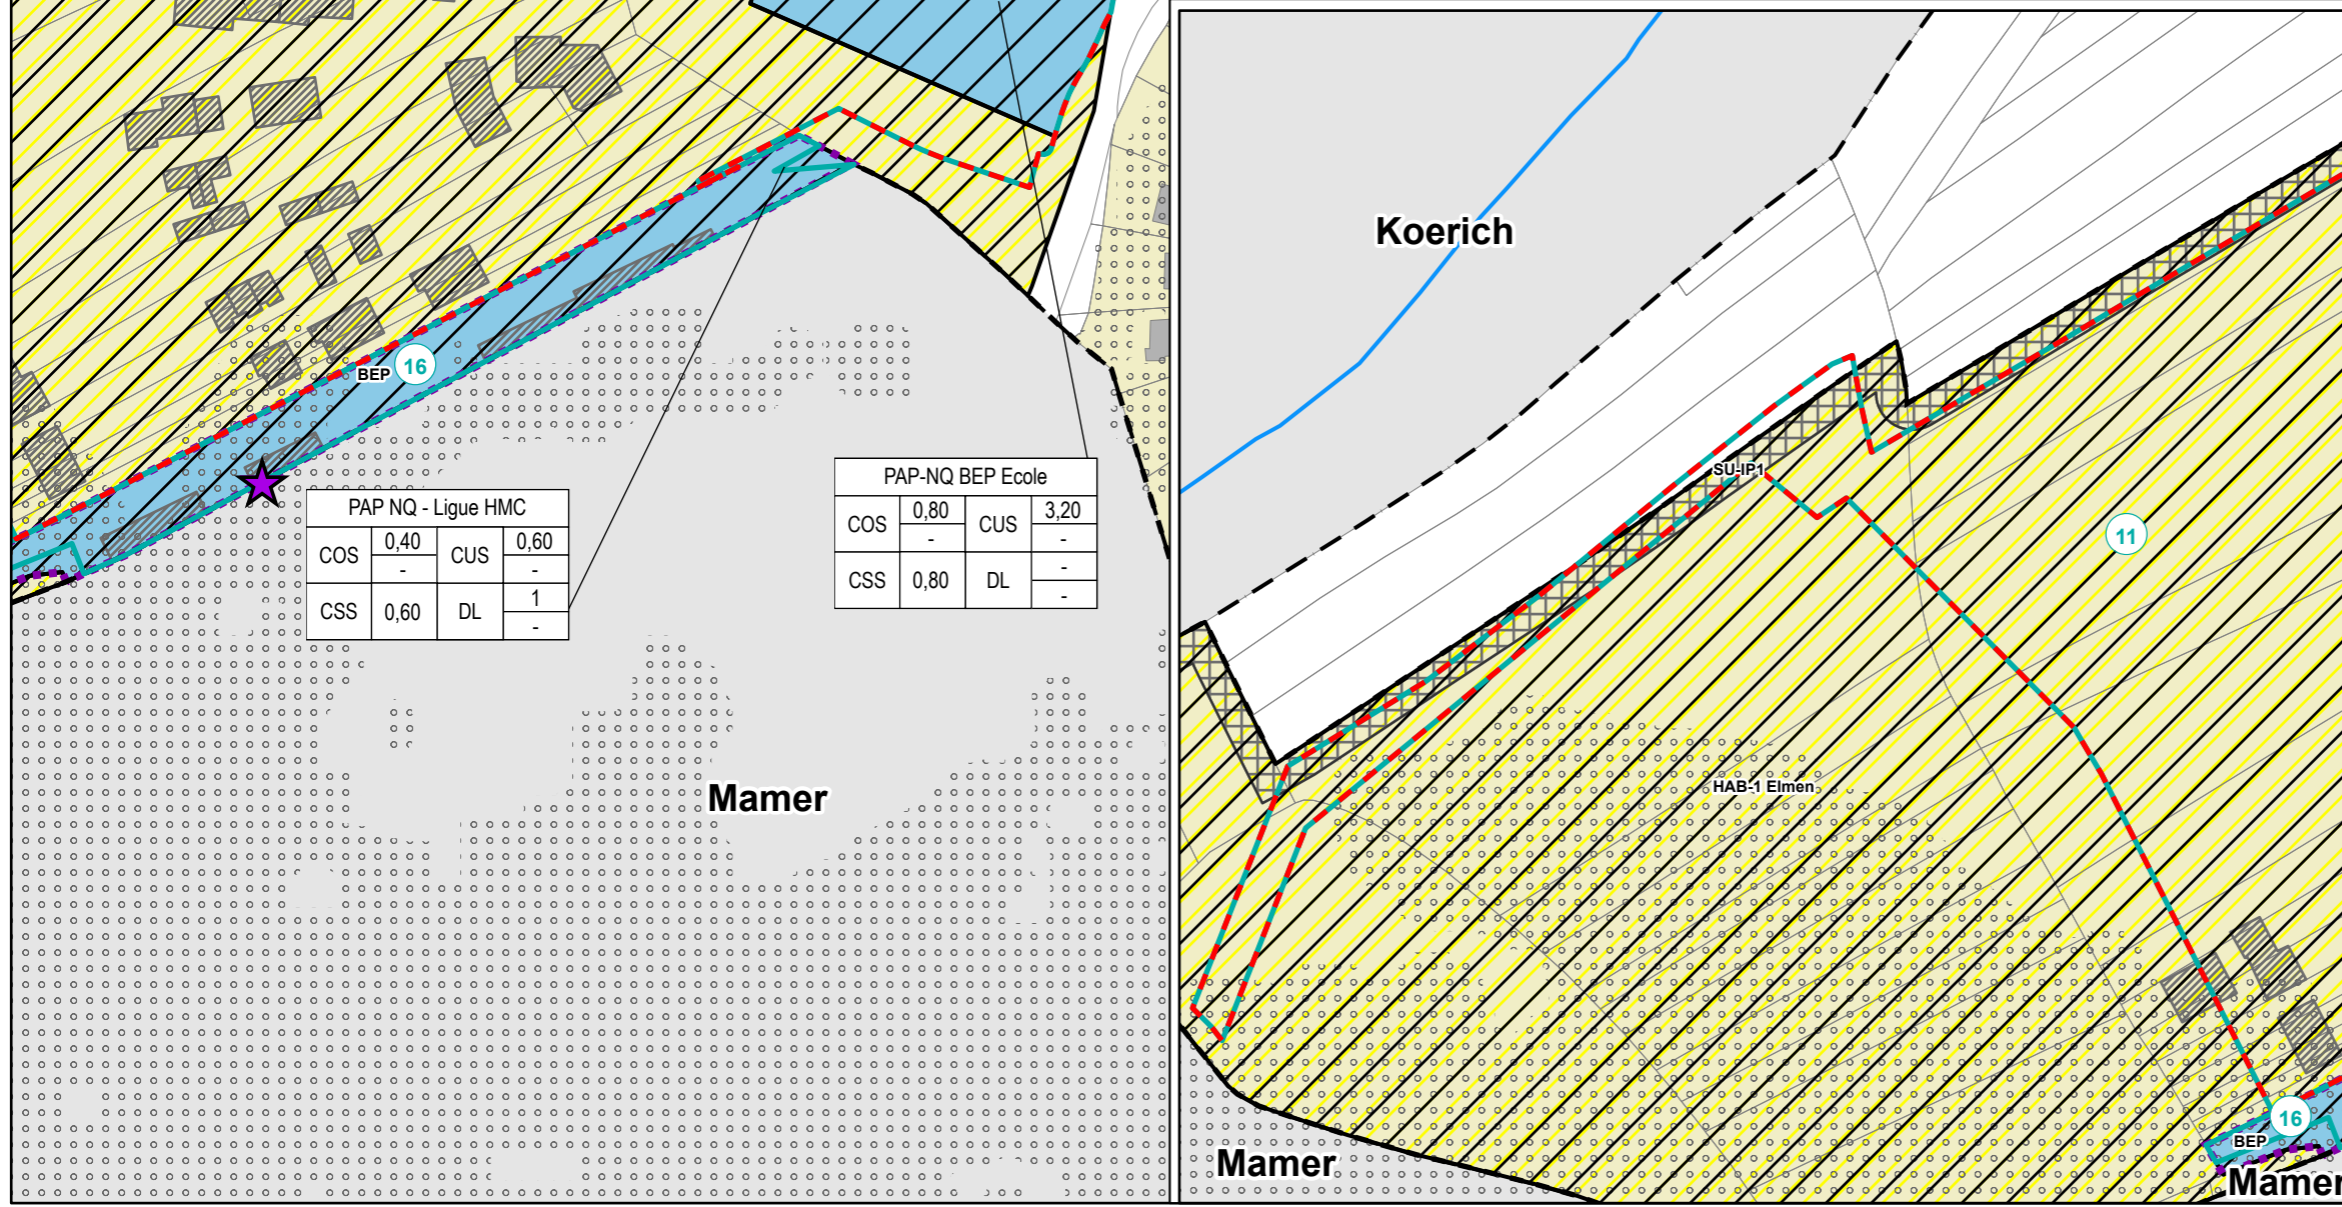 BEP 16
PAP NQ - Ligue HMC
COS 0,40 CUS 0,60
- -
CSS 0,60 DL 1
-
PAP-NQ BEP Ecole
COS 0,80 CUS 3,20
- -
CSS 0,80 DL -
-
Mamer
Koerich
SU-IP1
11
HAB-1 Elmen
16
BEP
Mamer
Mamer